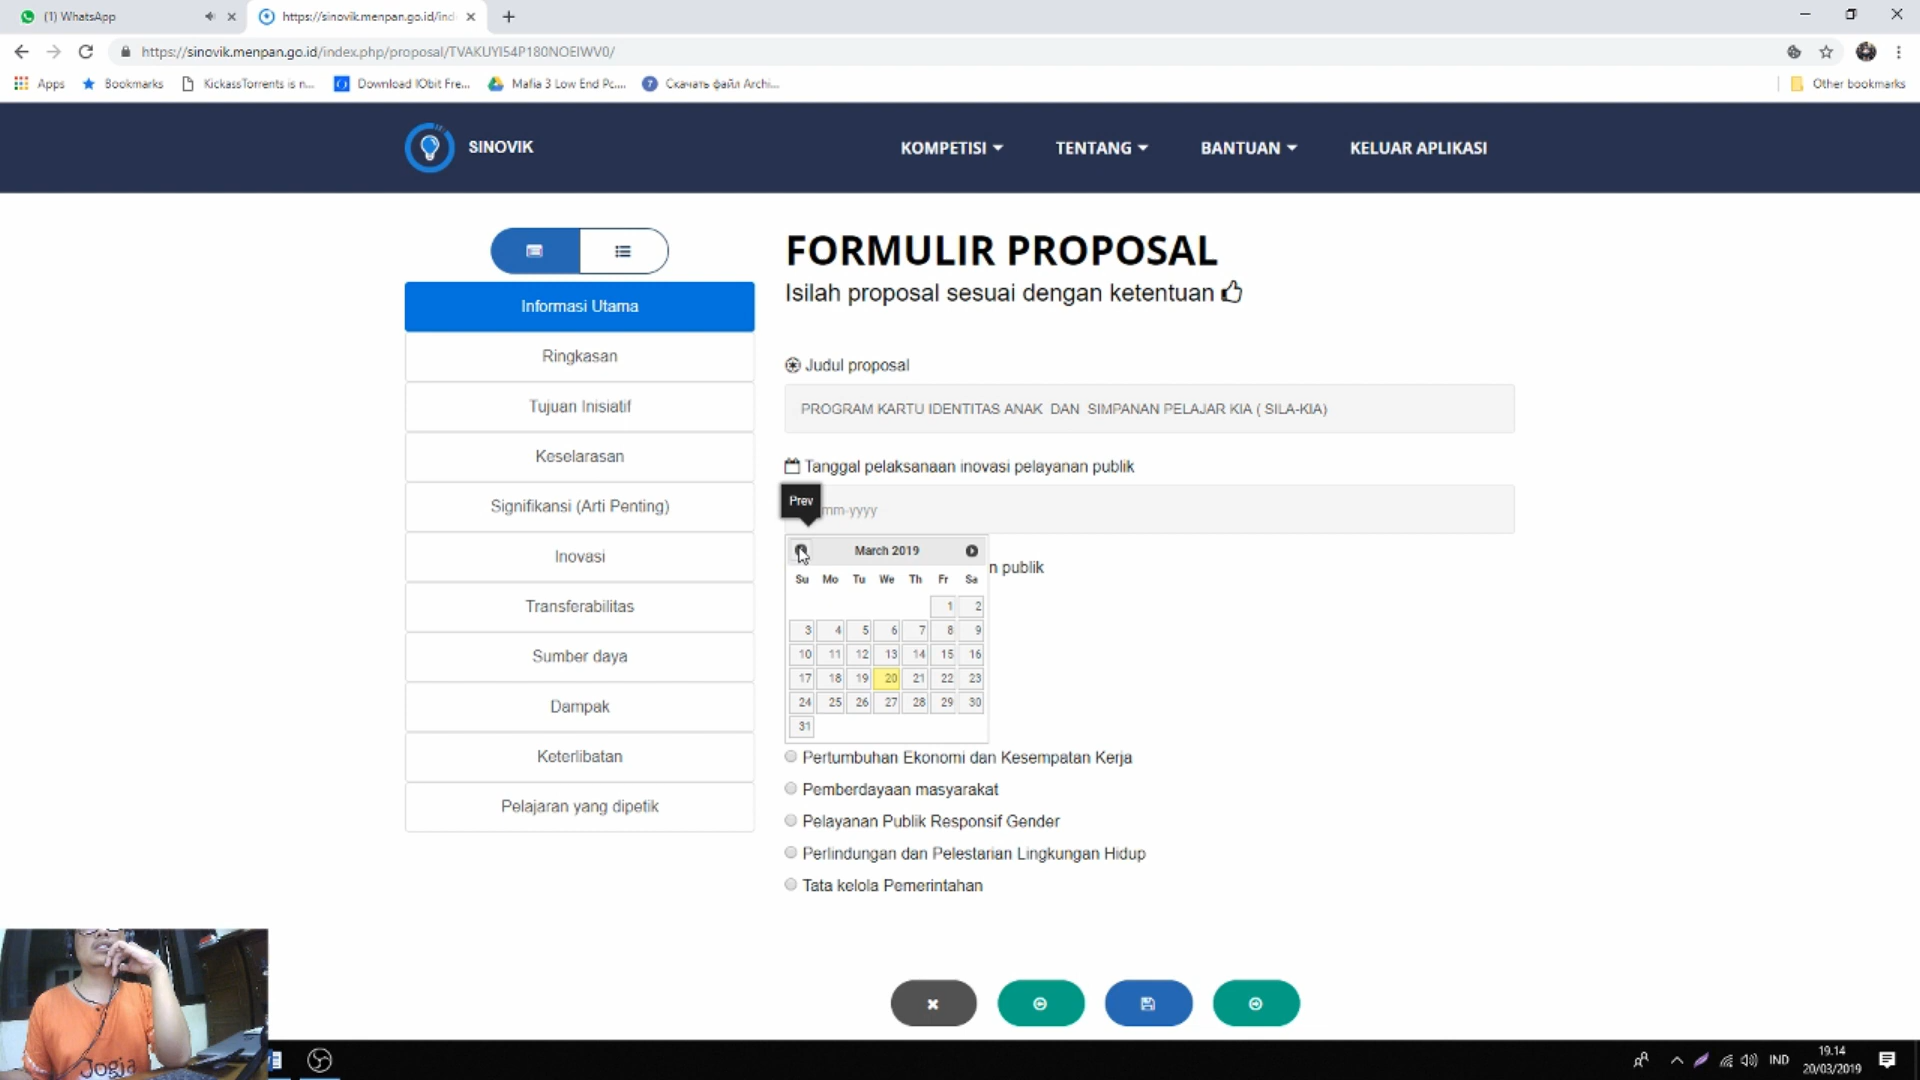 (1) WhatsApp
https://sinovik.menpan.go.id/ind
https://sinovik.menpan.go.id/index.php/proposal/TVAKUYI54P180NOEIWV0/
Apps
Bookmarks
KickassTorrents is n...
Download IObit Fre...
Mafia 3 Low End Pc....
Скачать файл Archi...
Other bookmarks
SINOVIK
KOMPETISI
TENTANG
BANTUAN
KELUAR APLIKASI
Informasi Utama
Ringkasan
Tujuan Inisiatif
Keselarasan
Signifikansi (Arti Penting)
Inovasi
Transferabilitas
Sumber daya
Dampak
Keterlibatan
Pelajaran yang dipetik
FORMULIR PROPOSAL
Isilah proposal sesuai dengan ketentuan
Judul proposal
PROGRAM KARTU IDENTITAS ANAK DAN SIMPANAN PELAJAR KIA ( SILA-KIA)
Tanggal pelaksanaan inovasi pelayanan publik
Prev
mm-yyyy
March 2019
n publik
Su Mo Tu We Th Fr Sa
1 2
3 4 5 6 7 8 9
10 11 12 13 14 15 16
17 18 19 20 21 22 23
24 25 26 27 28 29 30
31
Pertumbuhan Ekonomi dan Kesempatan Kerja
Pemberdayaan masyarakat
Pelayanan Publik Responsif Gender
Perlindungan dan Pelestarian Lingkungan Hidup
Tata kelola Pemerintahan
Jogja
IND
19.14
20/03/2019